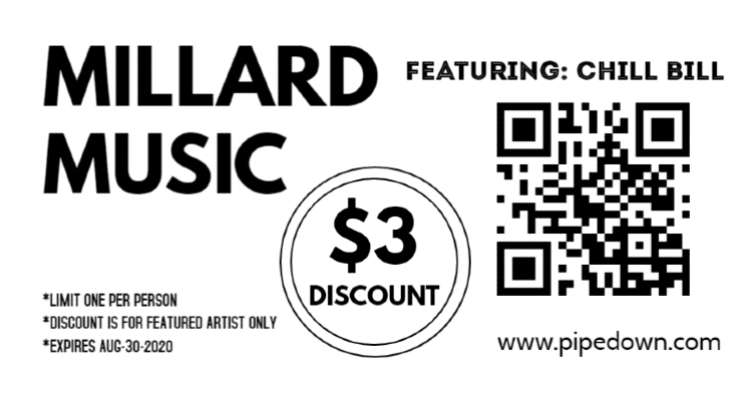 MILLARD
MUSIC
FEATURING: CHILL BILL
$3
DISCOUNT
*LIMIT ONE PER PERSON
*DISCOUNT IS FOR FEATURED ARTIST ONLY
*EXPIRES AUG-30-2020
www.pipedown.com